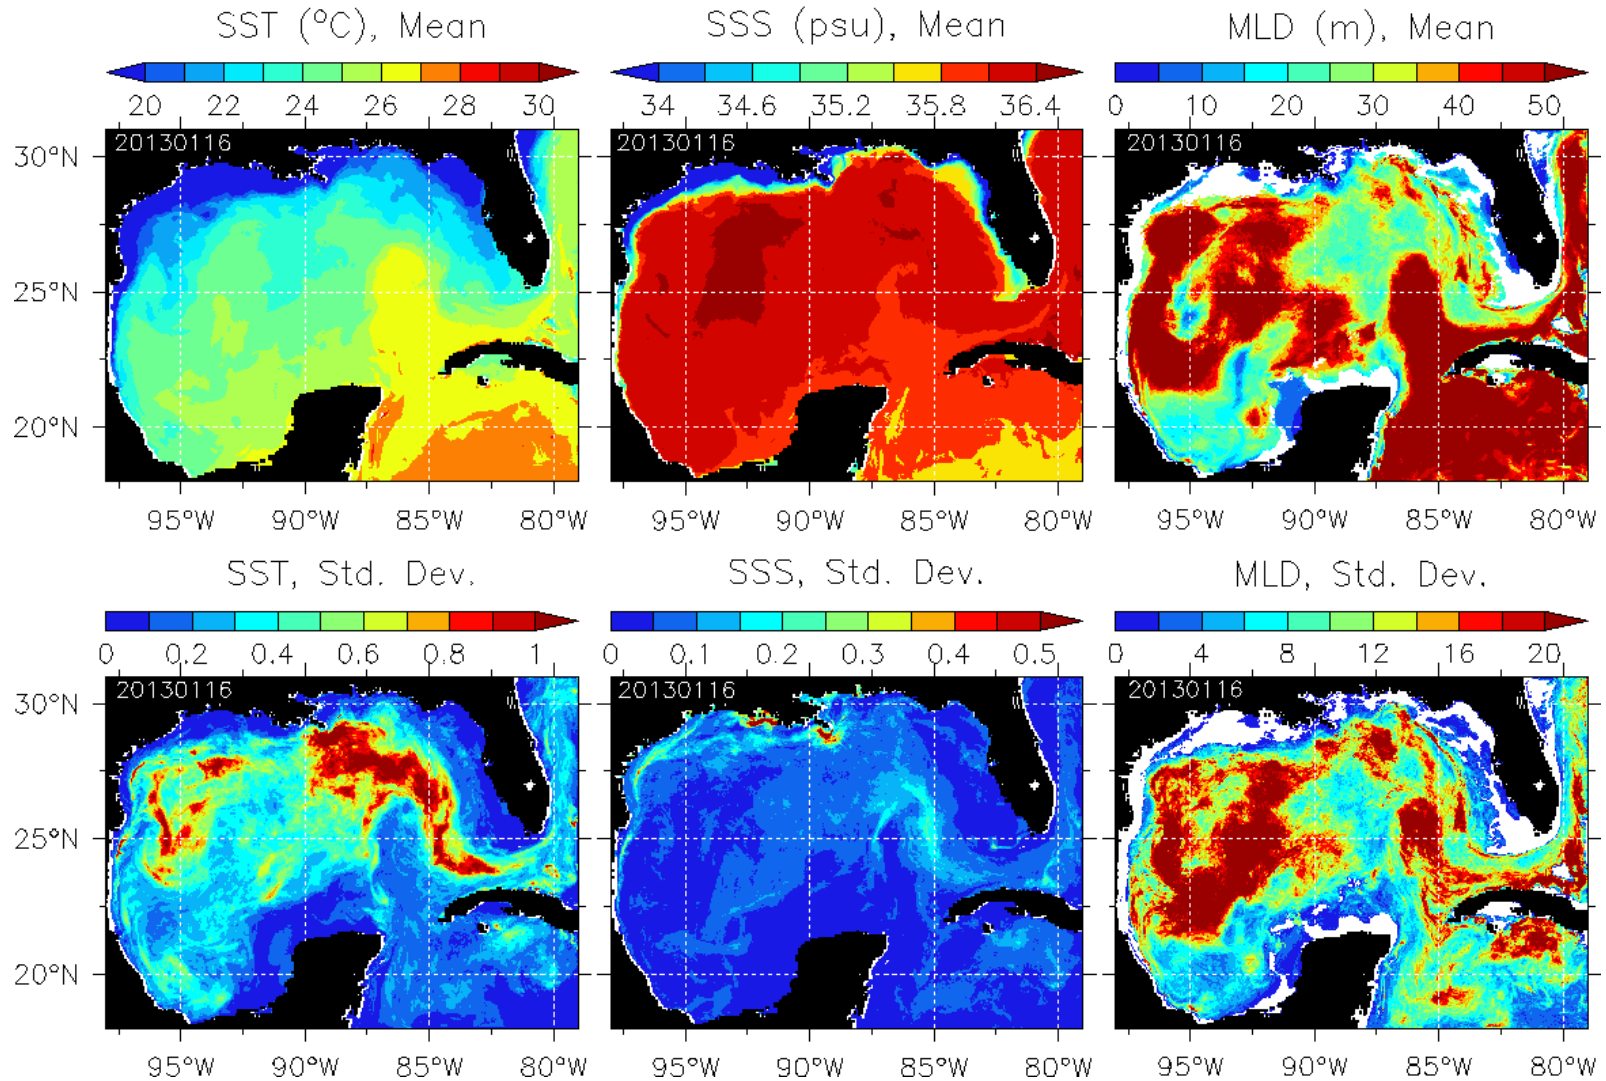 SST (°C), Mean
SSS (psu), Mean
MLD (m), Mean
20 22 24 26 28 30
34 34.6 35.2 35.8 36.4
0 10 20 30 40 50
20130116
20130116
20130116
30°N
25°N
20°N
95°W 90°W 85°W 80°W
95°W 90°W 85°W 80°W
95°W 90°W 85°W 80°W
SST, Std. Dev.
SSS, Std. Dev.
MLD, Std. Dev.
0 0.2 0.4 0.6 0.8 1
0 0.1 0.2 0.3 0.4 0.5
0 4 8 12 16 20
20130116
20130116
20130116
30°N
25°N
20°N
95°W 90°W 85°W 80°W
95°W 90°W 85°W 80°W
95°W 90°W 85°W 80°W